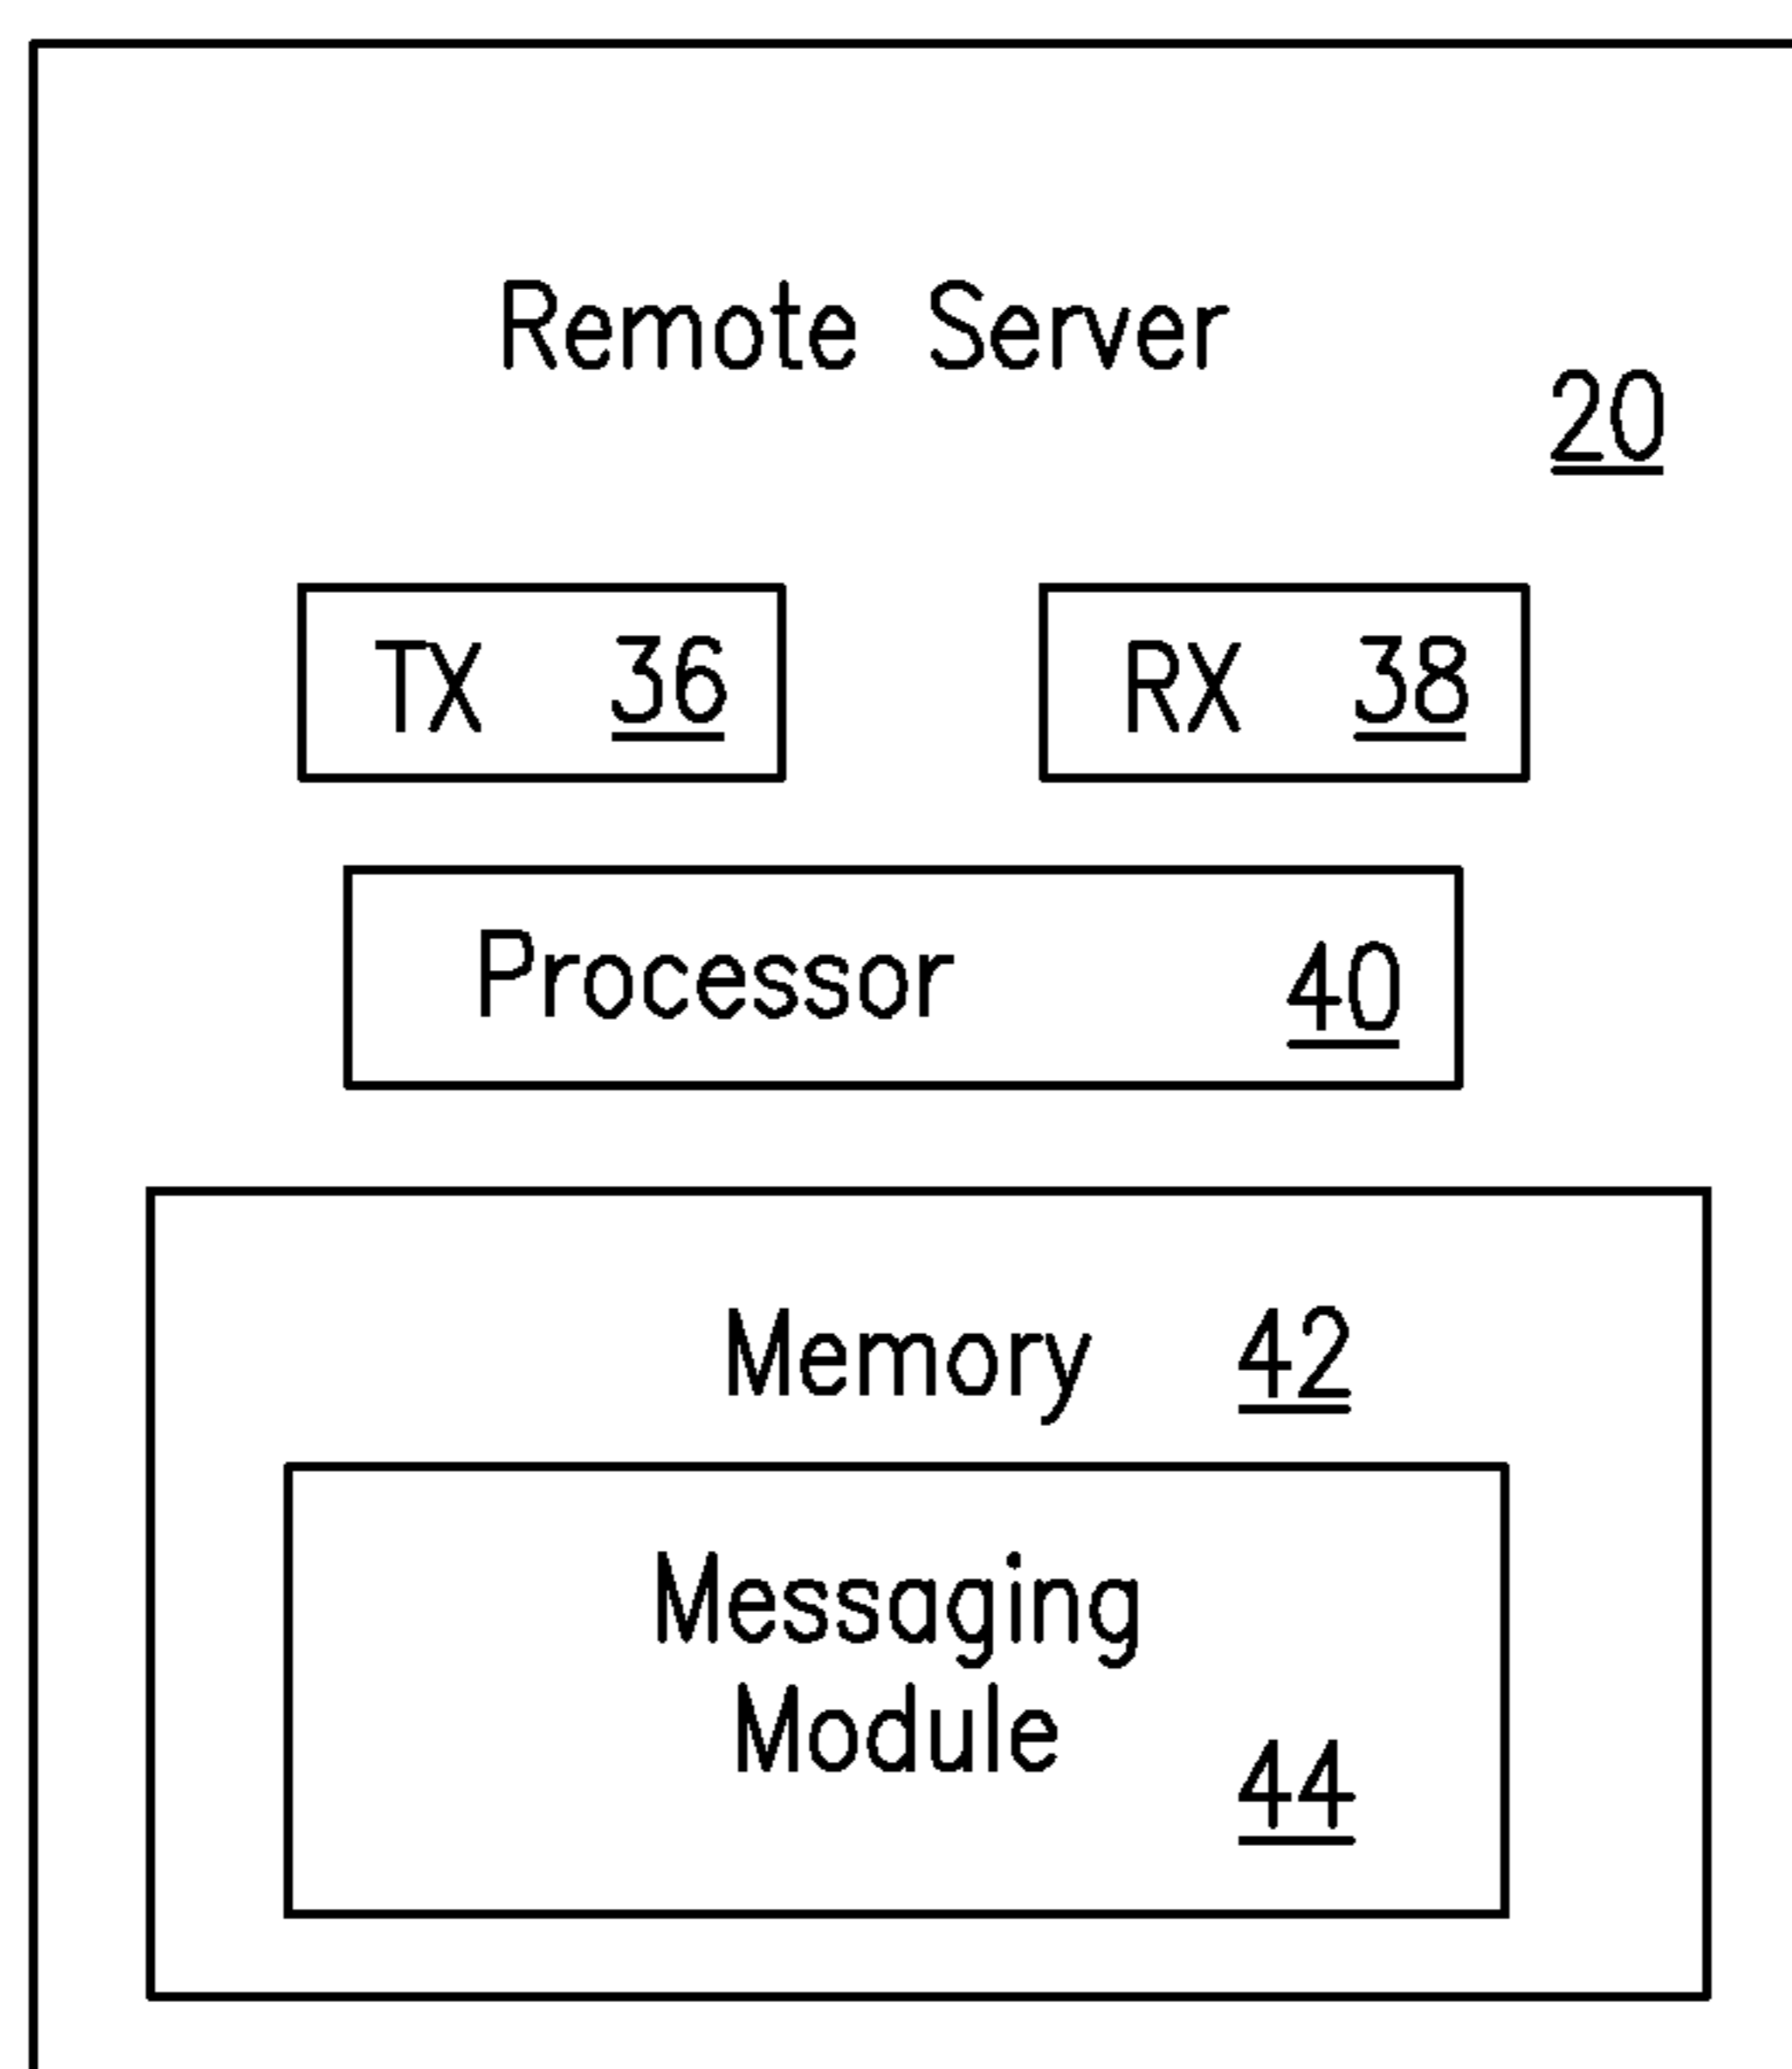 Remote Server
20
TX 36
RX 38
Processor 40
Memory 42
Messaging
Module
44